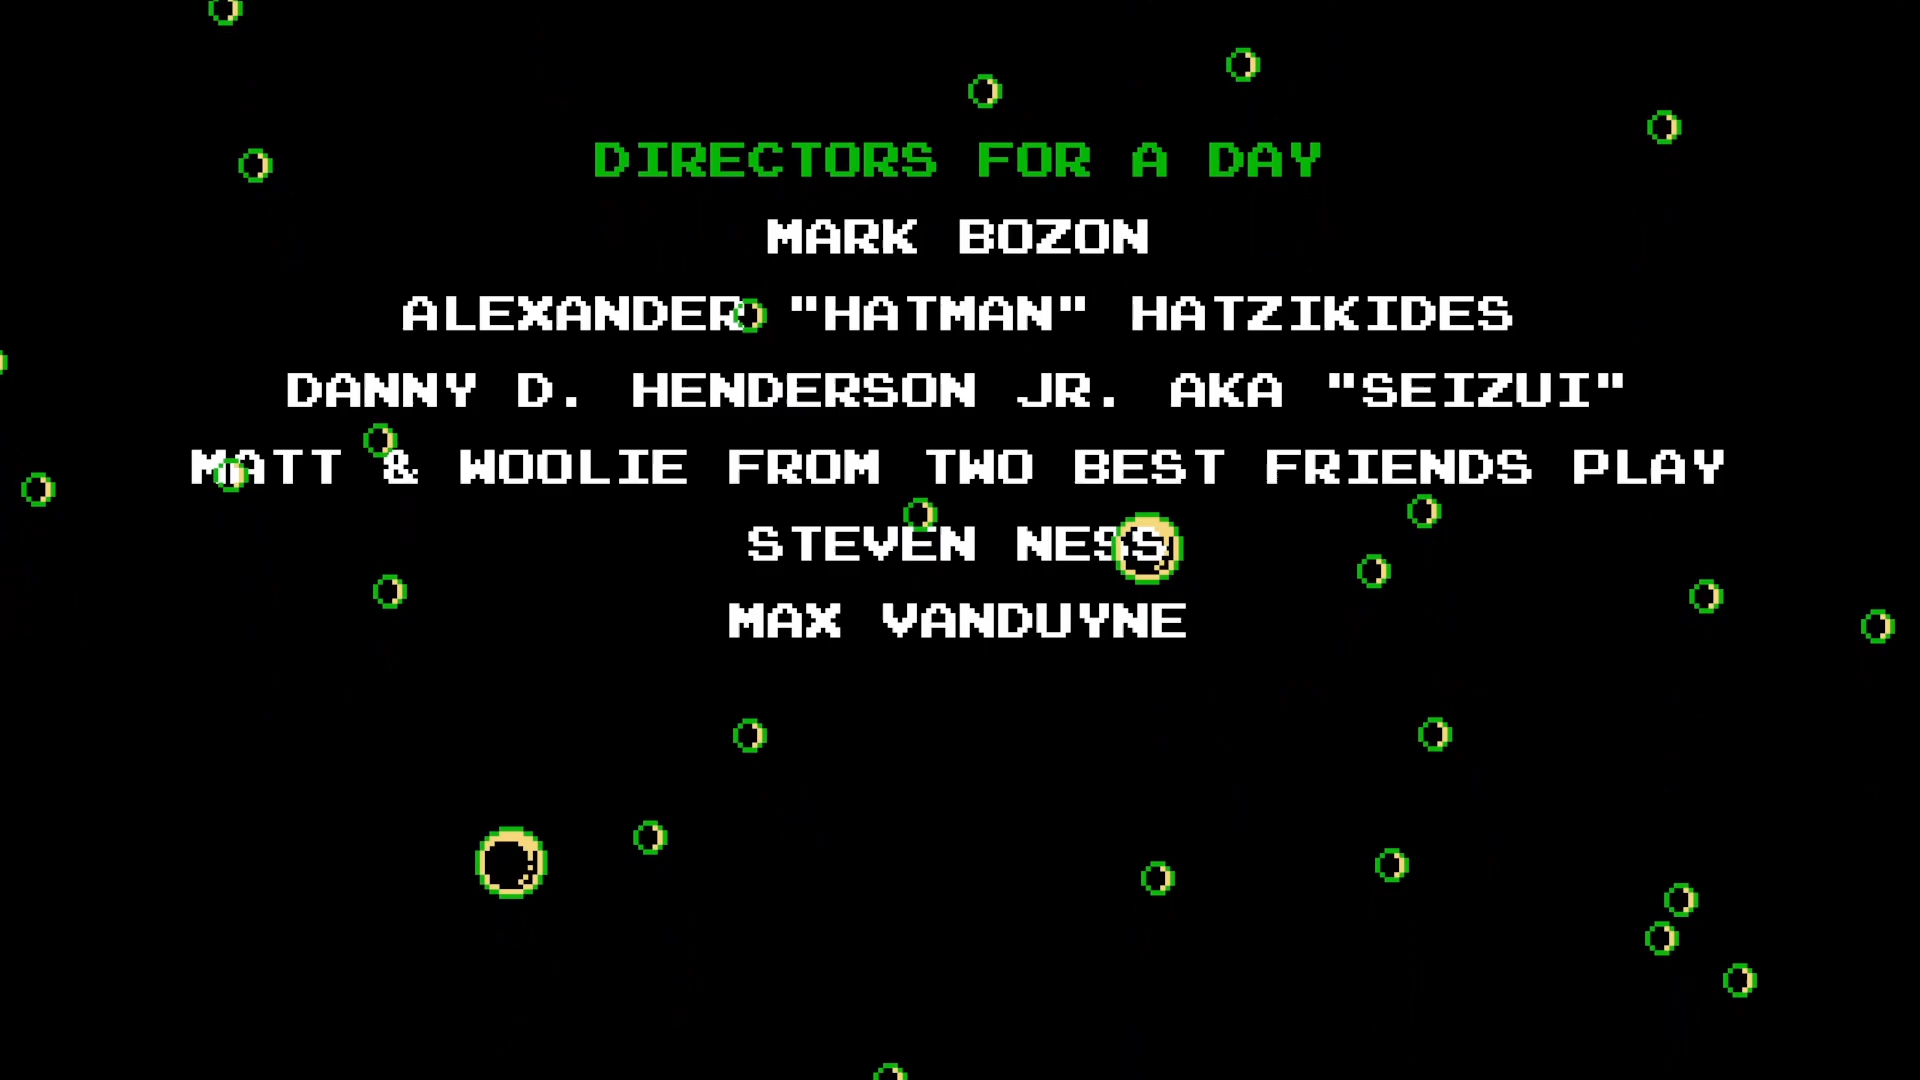 DIRECTORS FOR A DAY
MARK BOZON
ALEXANDER "HATMAN" HATZIKIDES
DANNY D. HENDERSON JR. AKA "SEIZUI"
MATT & WOOLIE FROM TWO BEST FRIENDS PLAY
STEVEN NESS
MAX VANDUYNE